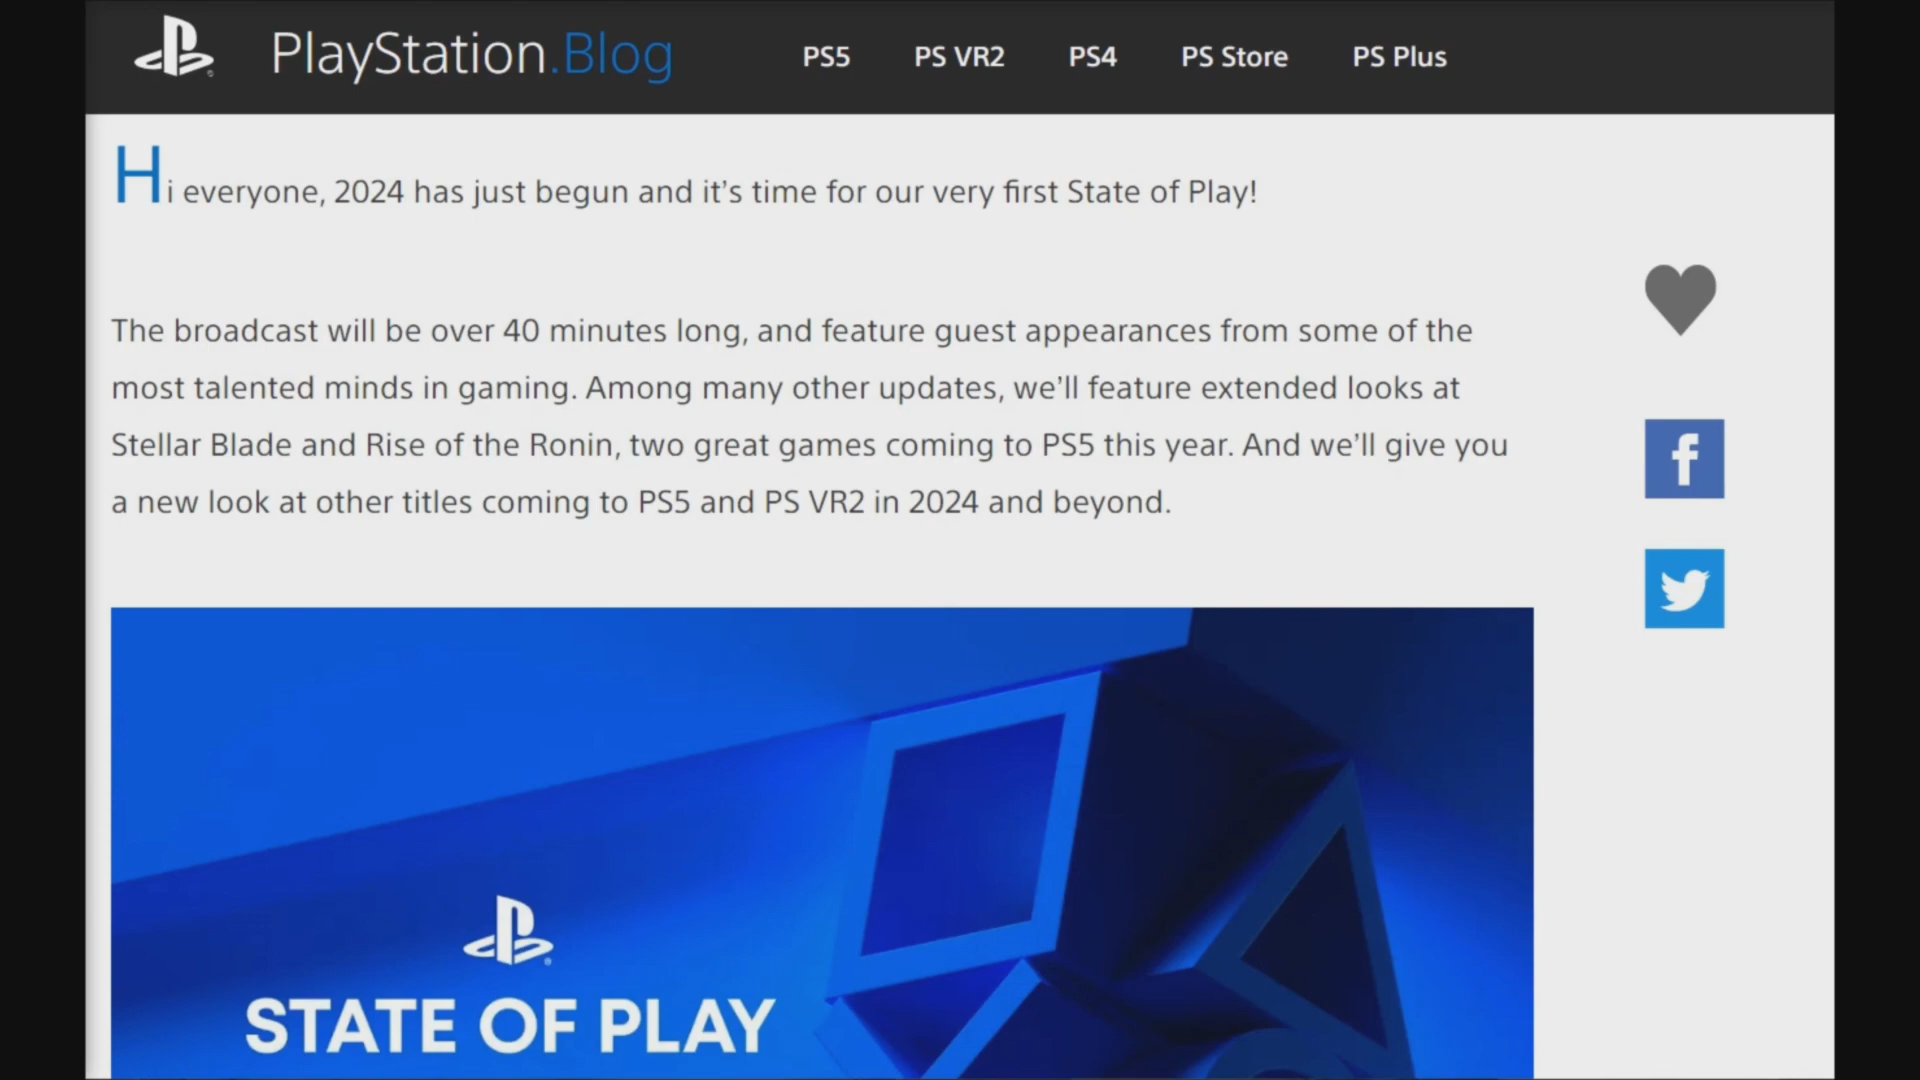 PlayStation.Blog
PS5
PS VR2
PS4
PS Store
PS Plus
Hi everyone, 2024 has just begun and it’s time for our very first State of Play!
The broadcast will be over 40 minutes long, and feature guest appearances from some of the
most talented minds in gaming. Among many other updates, we’ll feature extended looks at
Stellar Blade and Rise of the Ronin, two great games coming to PS5 this year. And we’ll give you
a new look at other titles coming to PS5 and PS VR2 in 2024 and beyond.
STATE OF PLAY